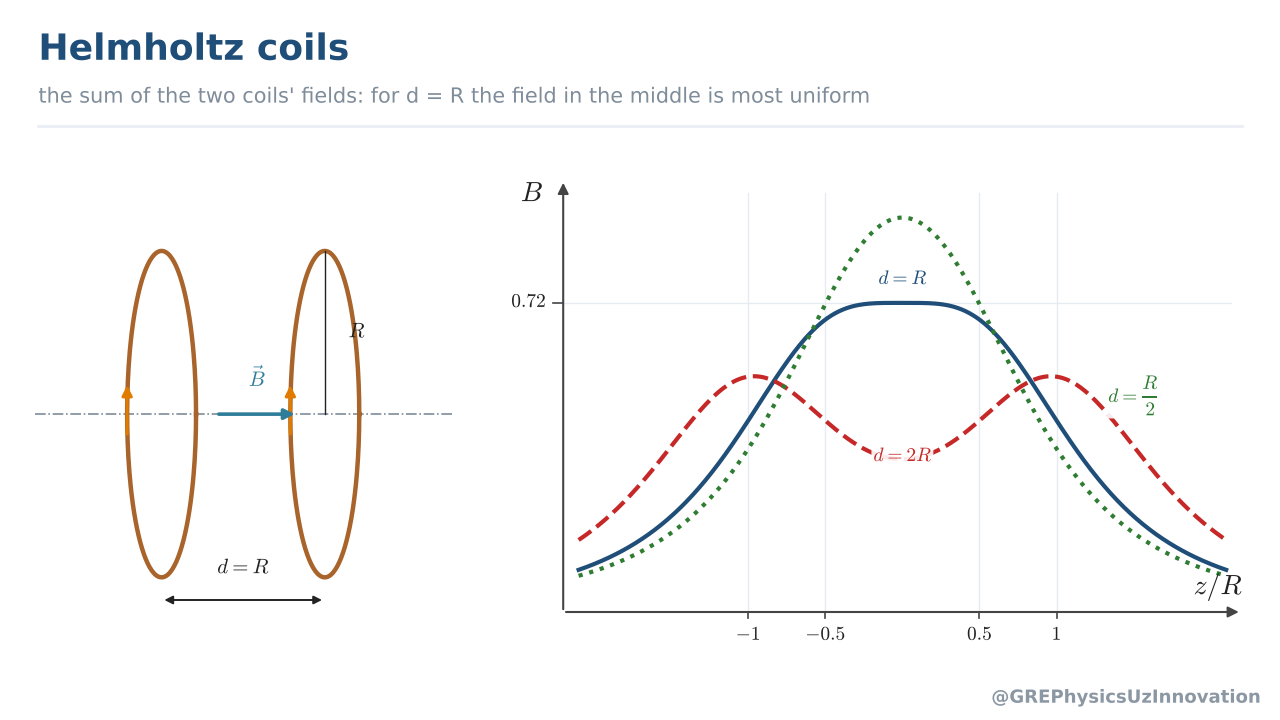 Helmholtz coils
the sum of the two coils' fields: for d = R the field in the middle is most uniform
B
0.72
d = R
R
B⃗
d = R/2
d = 2R
d = R
z/R
−1
−0.5
0.5
1
@GREPhysicsUzInnovation